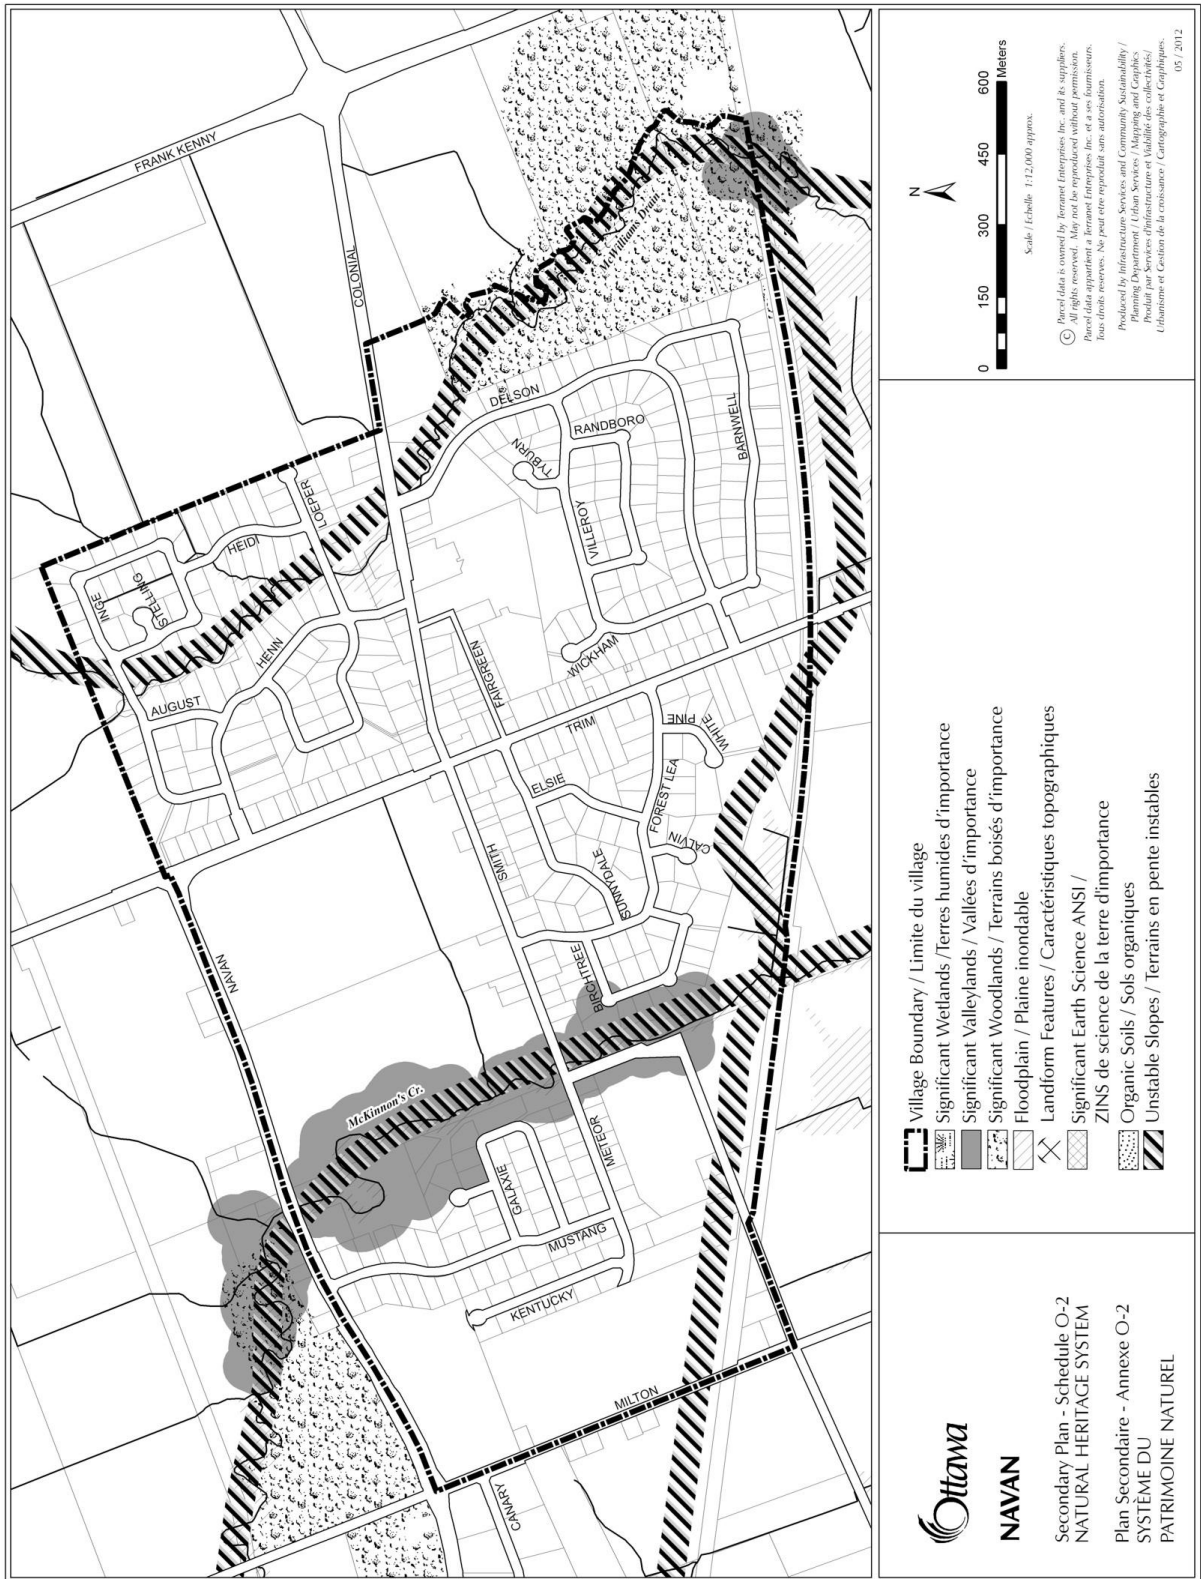 FRANK KENNY
COLONIAL
McWilliams Drain
DELSON
TYBURN
RANDBORO
BARNWELL
VILLEROY
LOEPER
HEIDI
INGE
STELLING
HENN
AUGUST
FAIRGREEN
WICKHAM
TRIM
WHITE PINE
ELSIE
FOREST LEA
CALVIN
SUNNYDALE
SMITH
NAVAN
BIRCHTREE
McKinnon's Cr.
METEOR
GALAXIE
MUSTANG
KENTUCKY
MILTON
CANARY
Ottawa
NAVAN
Secondary Plan - Schedule O-2
NATURAL HERITAGE SYSTEM
Plan Secondaire - Annexe O-2
SYSTÈME DU
PATRIMOINE NATUREL
Village Boundary / Limite du village
Significant Wetlands /Terres humides d'importance
Significant Valleylands / Vallées d'importance
Significant Woodlands / Terrains boisés d'importance
Floodplain / Plaine inondable
Landform Features / Caractéristiques topographiques
Significant Earth Science ANSI /
ZINS de science de la terre d'importance
Organic Soils / Sols organiques
Unstable Slopes / Terrains en pente instables
N
0 150 300 450 600
Meters
Scale / Echelle 1:12,000 approx.
© Parcel data is owned by Terranet Enterprises Inc. and its suppliers.
All rights reserved. May not be reproduced without permission.
Parcel data appartient a Terranet Entreprises Inc. et a ses fournisseurs.
Tous droits reserves. Ne peut etre reproduit sans autorisation.
Produced by Infrastructure Services and Community Sustainability /
Planning Department / Urban Services / Mapping and Graphics
Produit par Services d'infrastructure et Viabilité des collectivités/
Urbanisme et Gestion de la croissance / Cartographie et Graphiques.
05 / 2012